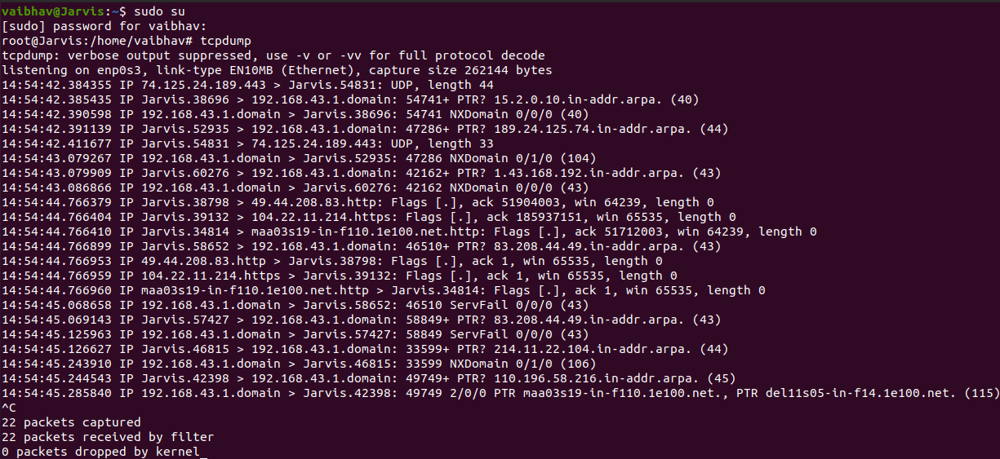 vaibhav@Jarvis:~$ sudo su
[sudo] password for vaibhav:
root@Jarvis:/home/vaibhav# tcpdump
tcpdump: verbose output suppressed, use -v or -vv for full protocol decode
listening on enp0s3, link-type EN10MB (Ethernet), capture size 262144 bytes
14:54:42.384355 IP 74.125.24.189.443 > Jarvis.54831: UDP, length 44
14:54:42.385435 IP Jarvis.38696 > 192.168.43.1.domain: 54741+ PTR? 15.2.0.10.in-addr.arpa. (40)
14:54:42.390598 IP 192.168.43.1.domain > Jarvis.38696: 54741 NXDomain 0/0/0 (40)
14:54:42.391139 IP Jarvis.52935 > 192.168.43.1.domain: 47286+ PTR? 189.24.125.74.in-addr.arpa. (44)
14:54:42.411677 IP Jarvis.54831 > 74.125.24.189.443: UDP, length 33
14:54:43.079267 IP 192.168.43.1.domain > Jarvis.52935: 47286 NXDomain 0/1/0 (104)
14:54:43.079909 IP Jarvis.60276 > 192.168.43.1.domain: 42162+ PTR? 1.43.168.192.in-addr.arpa. (43)
14:54:43.086866 IP 192.168.43.1.domain > Jarvis.60276: 42162 NXDomain 0/0/0 (43)
14:54:44.766379 IP Jarvis.38798 > 49.44.208.83.http: Flags [.], ack 51904003, win 64239, length 0
14:54:44.766404 IP Jarvis.39132 > 104.22.11.214.https: Flags [.], ack 185937151, win 65535, length 0
14:54:44.766410 IP Jarvis.34814 > maa03s19-in-f110.1e100.net.http: Flags [.], ack 51712003, win 64239, length 0
14:54:44.766899 IP Jarvis.58652 > 192.168.43.1.domain: 46510+ PTR? 83.208.44.49.in-addr.arpa. (43)
14:54:44.766953 IP 49.44.208.83.http > Jarvis.38798: Flags [.], ack 1, win 65535, length 0
14:54:44.766959 IP 104.22.11.214.https > Jarvis.39132: Flags [.], ack 1, win 65535, length 0
14:54:44.766960 IP maa03s19-in-f110.1e100.net.http > Jarvis.34814: Flags [.], ack 1, win 65535, length 0
14:54:45.068658 IP 192.168.43.1.domain > Jarvis.58652: 46510 ServFail 0/0/0 (43)
14:54:45.069143 IP Jarvis.57427 > 192.168.43.1.domain: 58849+ PTR? 83.208.44.49.in-addr.arpa. (43)
14:54:45.125963 IP 192.168.43.1.domain > Jarvis.57427: 58849 ServFail 0/0/0 (43)
14:54:45.126627 IP Jarvis.46815 > 192.168.43.1.domain: 33599+ PTR? 214.11.22.104.in-addr.arpa. (44)
14:54:45.243910 IP 192.168.43.1.domain > Jarvis.46815: 33599 NXDomain 0/1/0 (106)
14:54:45.244543 IP Jarvis.42398 > 192.168.43.1.domain: 49749+ PTR? 110.196.58.216.in-addr.arpa. (45)
14:54:45.285840 IP 192.168.43.1.domain > Jarvis.42398: 49749 2/0/0 PTR maa03s19-in-f110.1e100.net., PTR del11s05-in-f14.1e100.net. (115)
^C
22 packets captured
22 packets received by filter
0 packets dropped by kernel